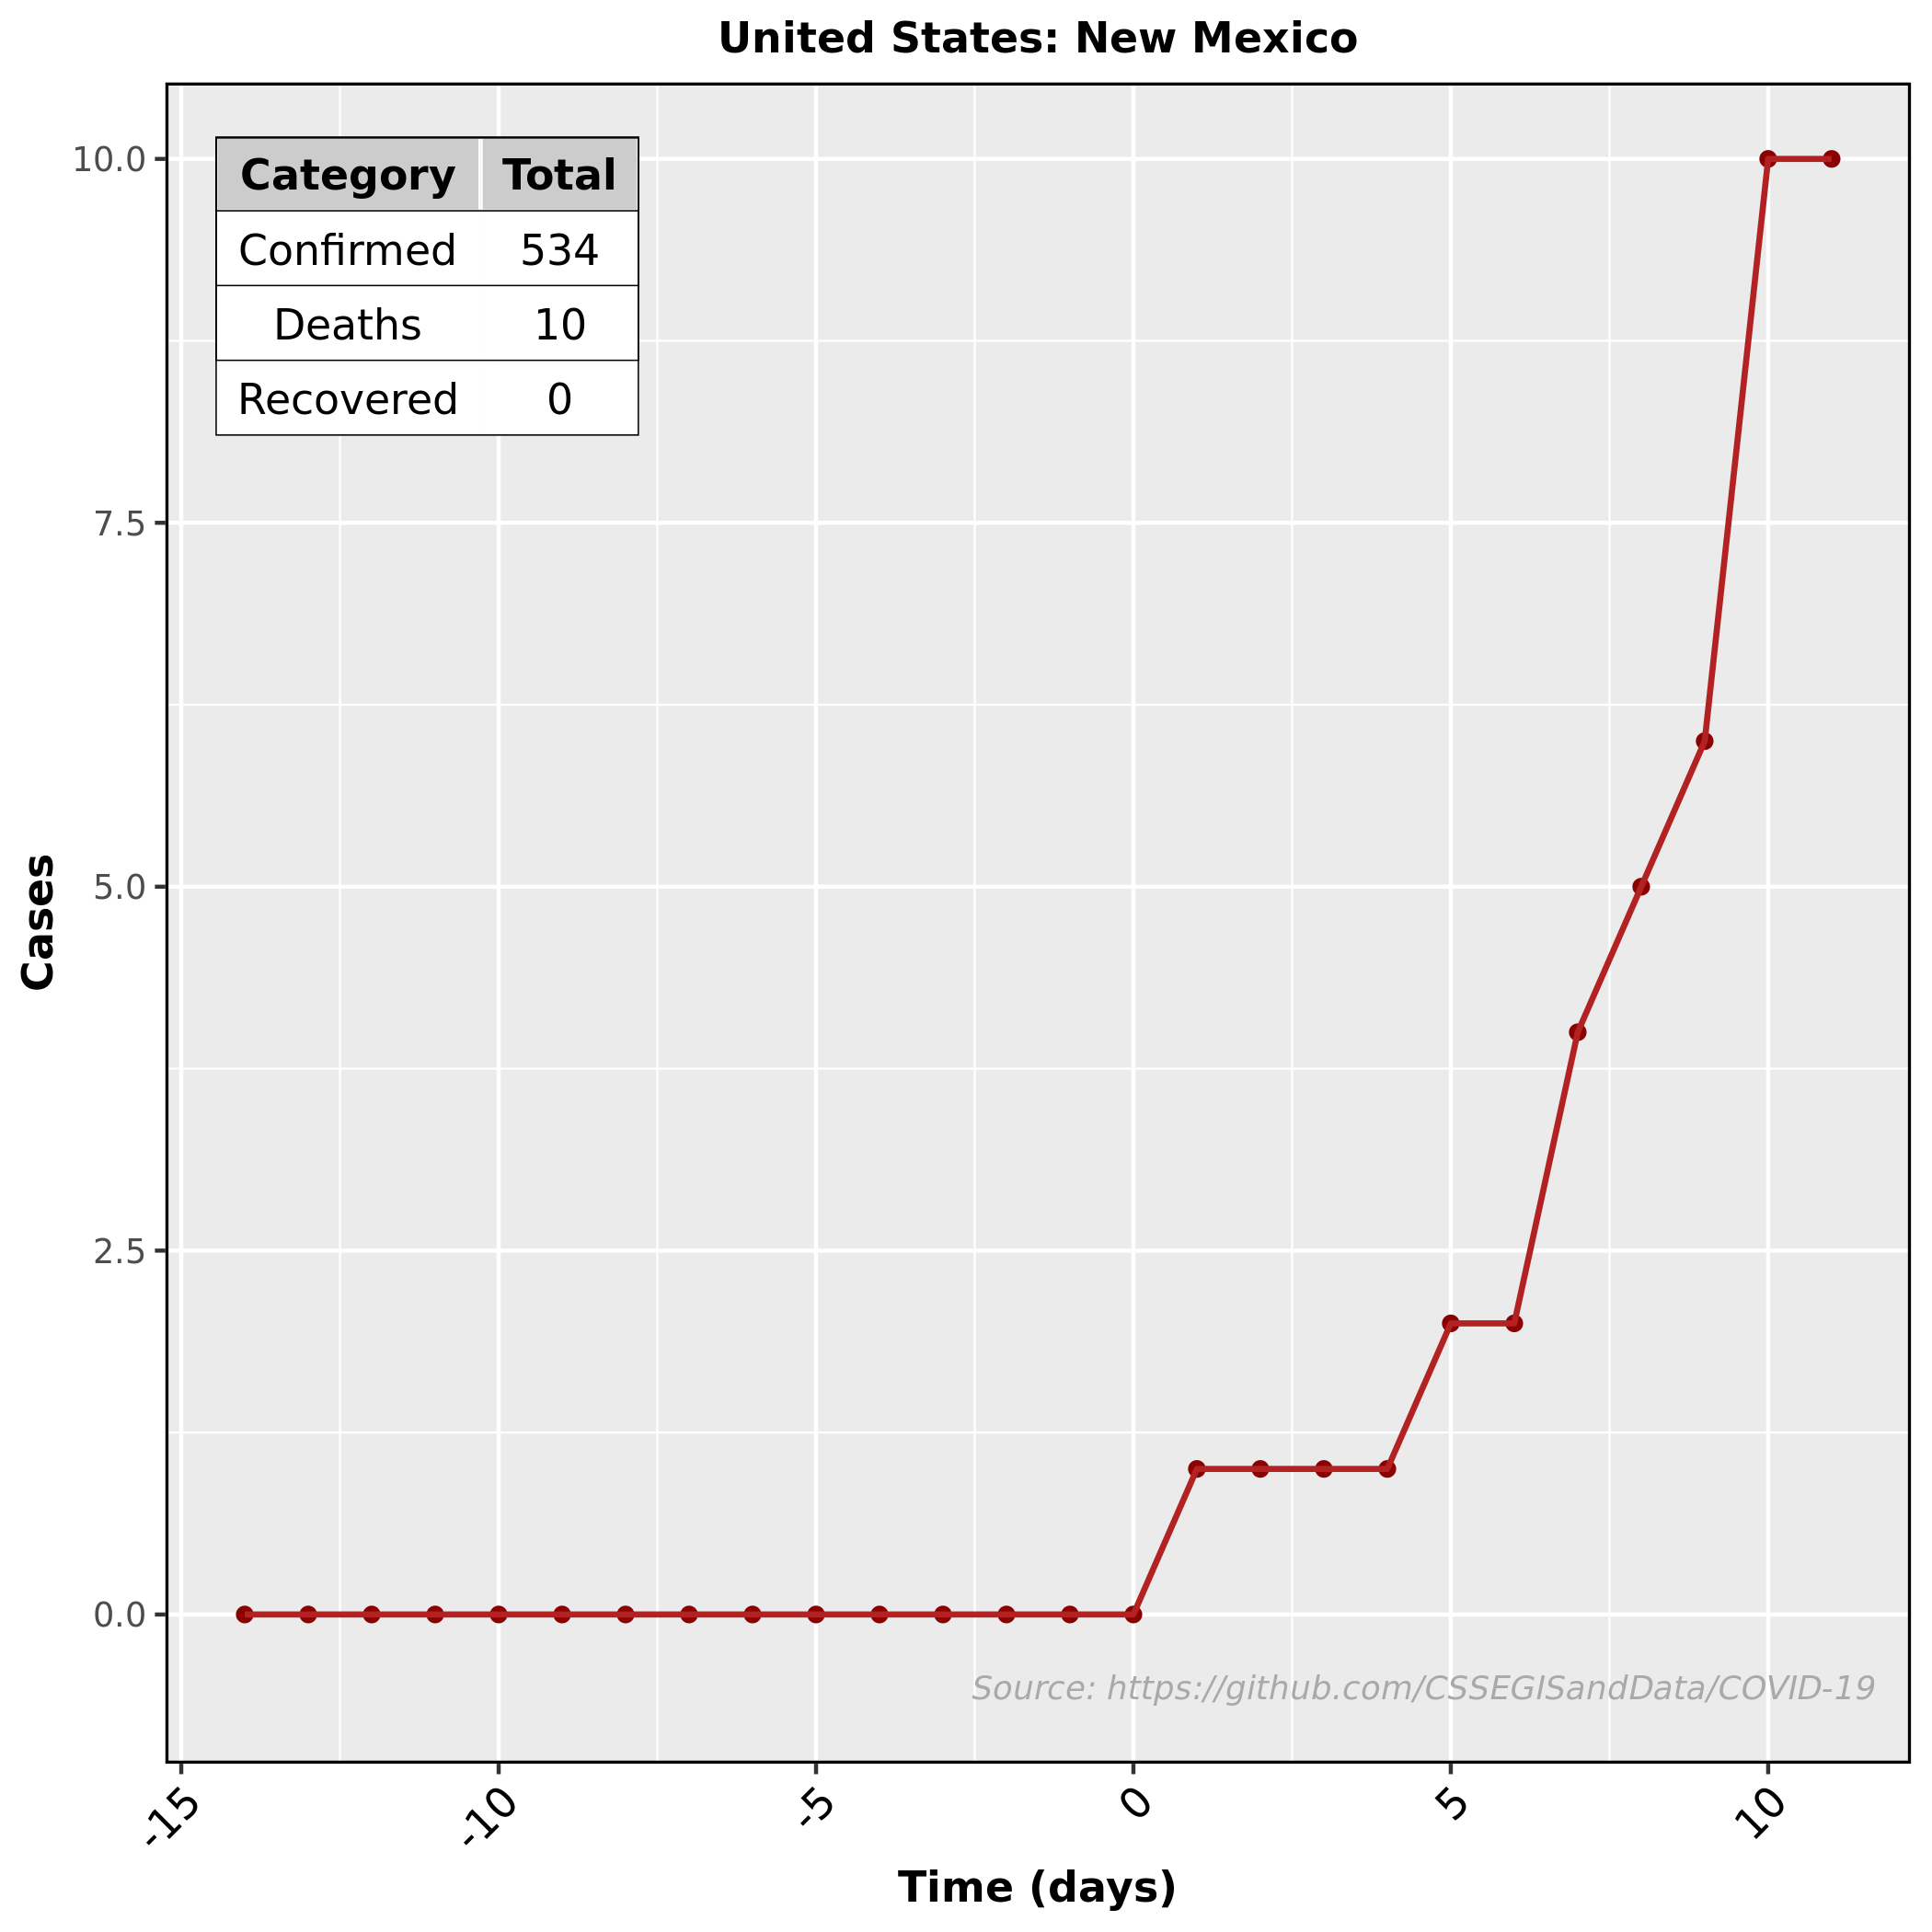 United States: New Mexico
Category Total
Confirmed 534
Deaths 10
Recovered 0
10.0
7.5
5.0
2.5
0.0
Cases
Source: https://github.com/CSSEGISandData/COVID-19
-15 -10 -5 0 5 10
Time (days)